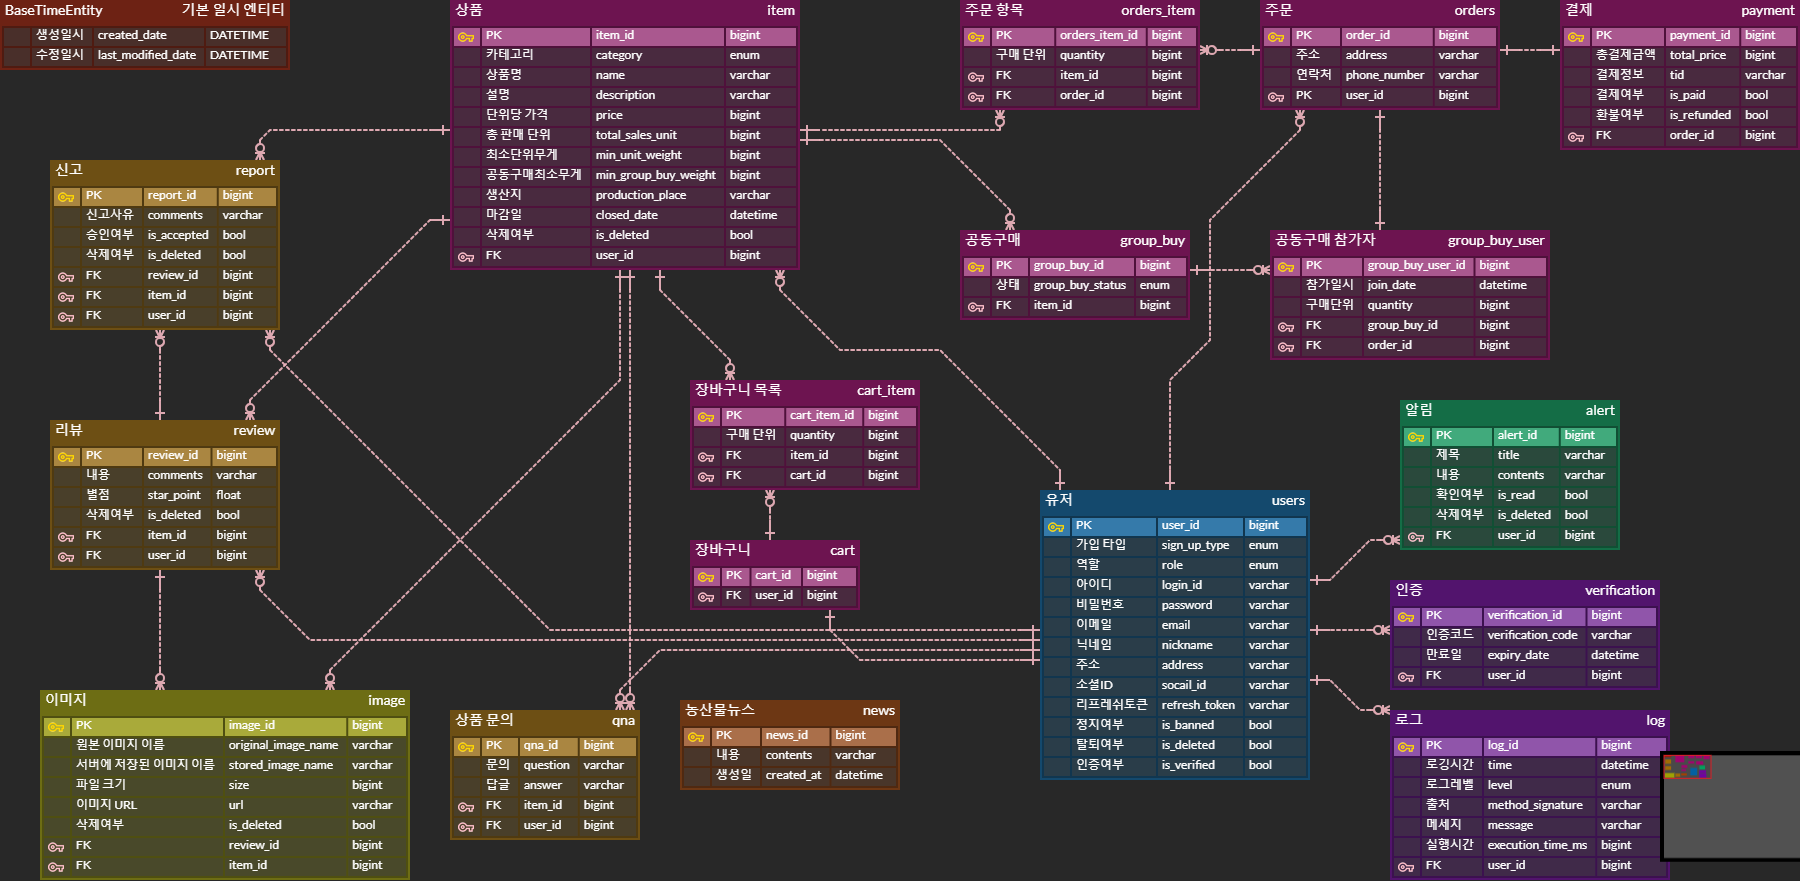 BaseTimeEntity 기본 일시 엔티티
생성일시 created_date DATETIME
수정일시 last_modified_date DATETIME
상품 item
PK item_id bigint
카테고리 category enum
상품명 name varchar
설명 description varchar
단위당 가격 price bigint
총 판매 단위 total_sales_unit bigint
최소단위무게 min_unit_weight bigint
공동구매최소무게 min_group_buy_weight bigint
생산지 production_place varchar
마감일 closed_date datetime
삭제여부 is_deleted bool
FK user_id bigint
주문 항목 orders_item
PK orders_item_id bigint
구매 단위 quantity bigint
FK item_id bigint
FK order_id bigint
주문 orders
PK order_id bigint
주소 address varchar
연락처 phone_number varchar
PK user_id bigint
결제 payment
PK payment_id bigint
총결제금액 total_price bigint
결제정보 tid varchar
결제여부 is_paid bool
환불여부 is_refunded bool
FK order_id bigint
신고 report
PK report_id bigint
신고사유 comments varchar
승인여부 is_accepted bool
삭제여부 is_deleted bool
FK review_id bigint
FK item_id bigint
FK user_id bigint
공동구매 group_buy
PK group_buy_id bigint
상태 group_buy_status enum
FK item_id bigint
공동구매 참가자 group_buy_user
PK group_buy_user_id bigint
참가일시 join_date datetime
구매단위 quantity bigint
FK group_buy_id bigint
FK order_id bigint
장바구니 목록 cart_item
PK cart_item_id bigint
구매 단위 quantity bigint
FK item_id bigint
FK cart_id bigint
리뷰 review
PK review_id bigint
내용 comments varchar
별점 star_point float
삭제여부 is_deleted bool
FK item_id bigint
FK user_id bigint
알림 alert
PK alert_id bigint
제목 title varchar
내용 contents varchar
확인여부 is_read bool
삭제여부 is_deleted bool
FK user_id bigint
장바구니 cart
PK cart_id bigint
FK user_id bigint
유저 users
PK user_id bigint
가입 타입 sign_up_type enum
역할 role enum
아이디 login_id varchar
비밀번호 password varchar
이메일 email varchar
닉네임 nickname varchar
주소 address varchar
소셜ID socail_id varchar
리프레쉬토큰 refresh_token varchar
정지여부 is_banned bool
탈퇴여부 is_deleted bool
인증여부 is_verified bool
인증 verification
PK verification_id bigint
인증코드 verification_code varchar
만료일 expiry_date datetime
FK user_id bigint
이미지 image
PK image_id bigint
원본 이미지 이름 original_image_name varchar
서버에 저장된 이미지 이름 stored_image_name varchar
파일 크기 size bigint
이미지 URL url varchar
삭제여부 is_deleted bool
FK review_id bigint
FK item_id bigint
상품 문의 qna
PK qna_id bigint
문의 question varchar
답글 answer varchar
FK item_id bigint
FK user_id bigint
농산물뉴스 news
PK news_id bigint
내용 contents varchar
생성일 created_at datetime
로그 log
PK log_id bigint
로깅시간 time datetime
로그레벨 level enum
출처 method_signature varchar
메세지 message varchar
실행시간 execution_time_ms bigint
FK user_id bigint